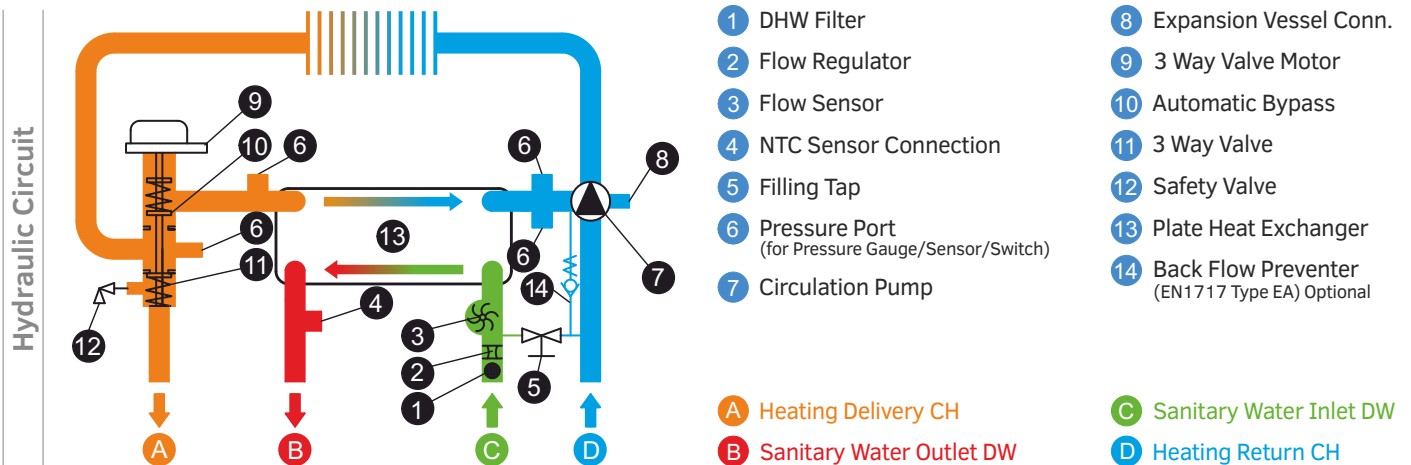 Hydraulic Circuit
9
10
6
6
11
12
13
4
3
2
1
6
6
14
5
8
7
A
B
C
D
1 DHW Filter
2 Flow Regulator
3 Flow Sensor
4 NTC Sensor Connection
5 Filling Tap
6 Pressure Port
(for Pressure Gauge/Sensor/Switch)
7 Circulation Pump
8 Expansion Vessel Conn.
9 3 Way Valve Motor
10 Automatic Bypass
11 3 Way Valve
12 Safety Valve
13 Plate Heat Exchanger
14 Back Flow Preventer
(EN1717 Type EA) Optional
A Heating Delivery CH
B Sanitary Water Outlet DW
C Sanitary Water Inlet DW
D Heating Return CH